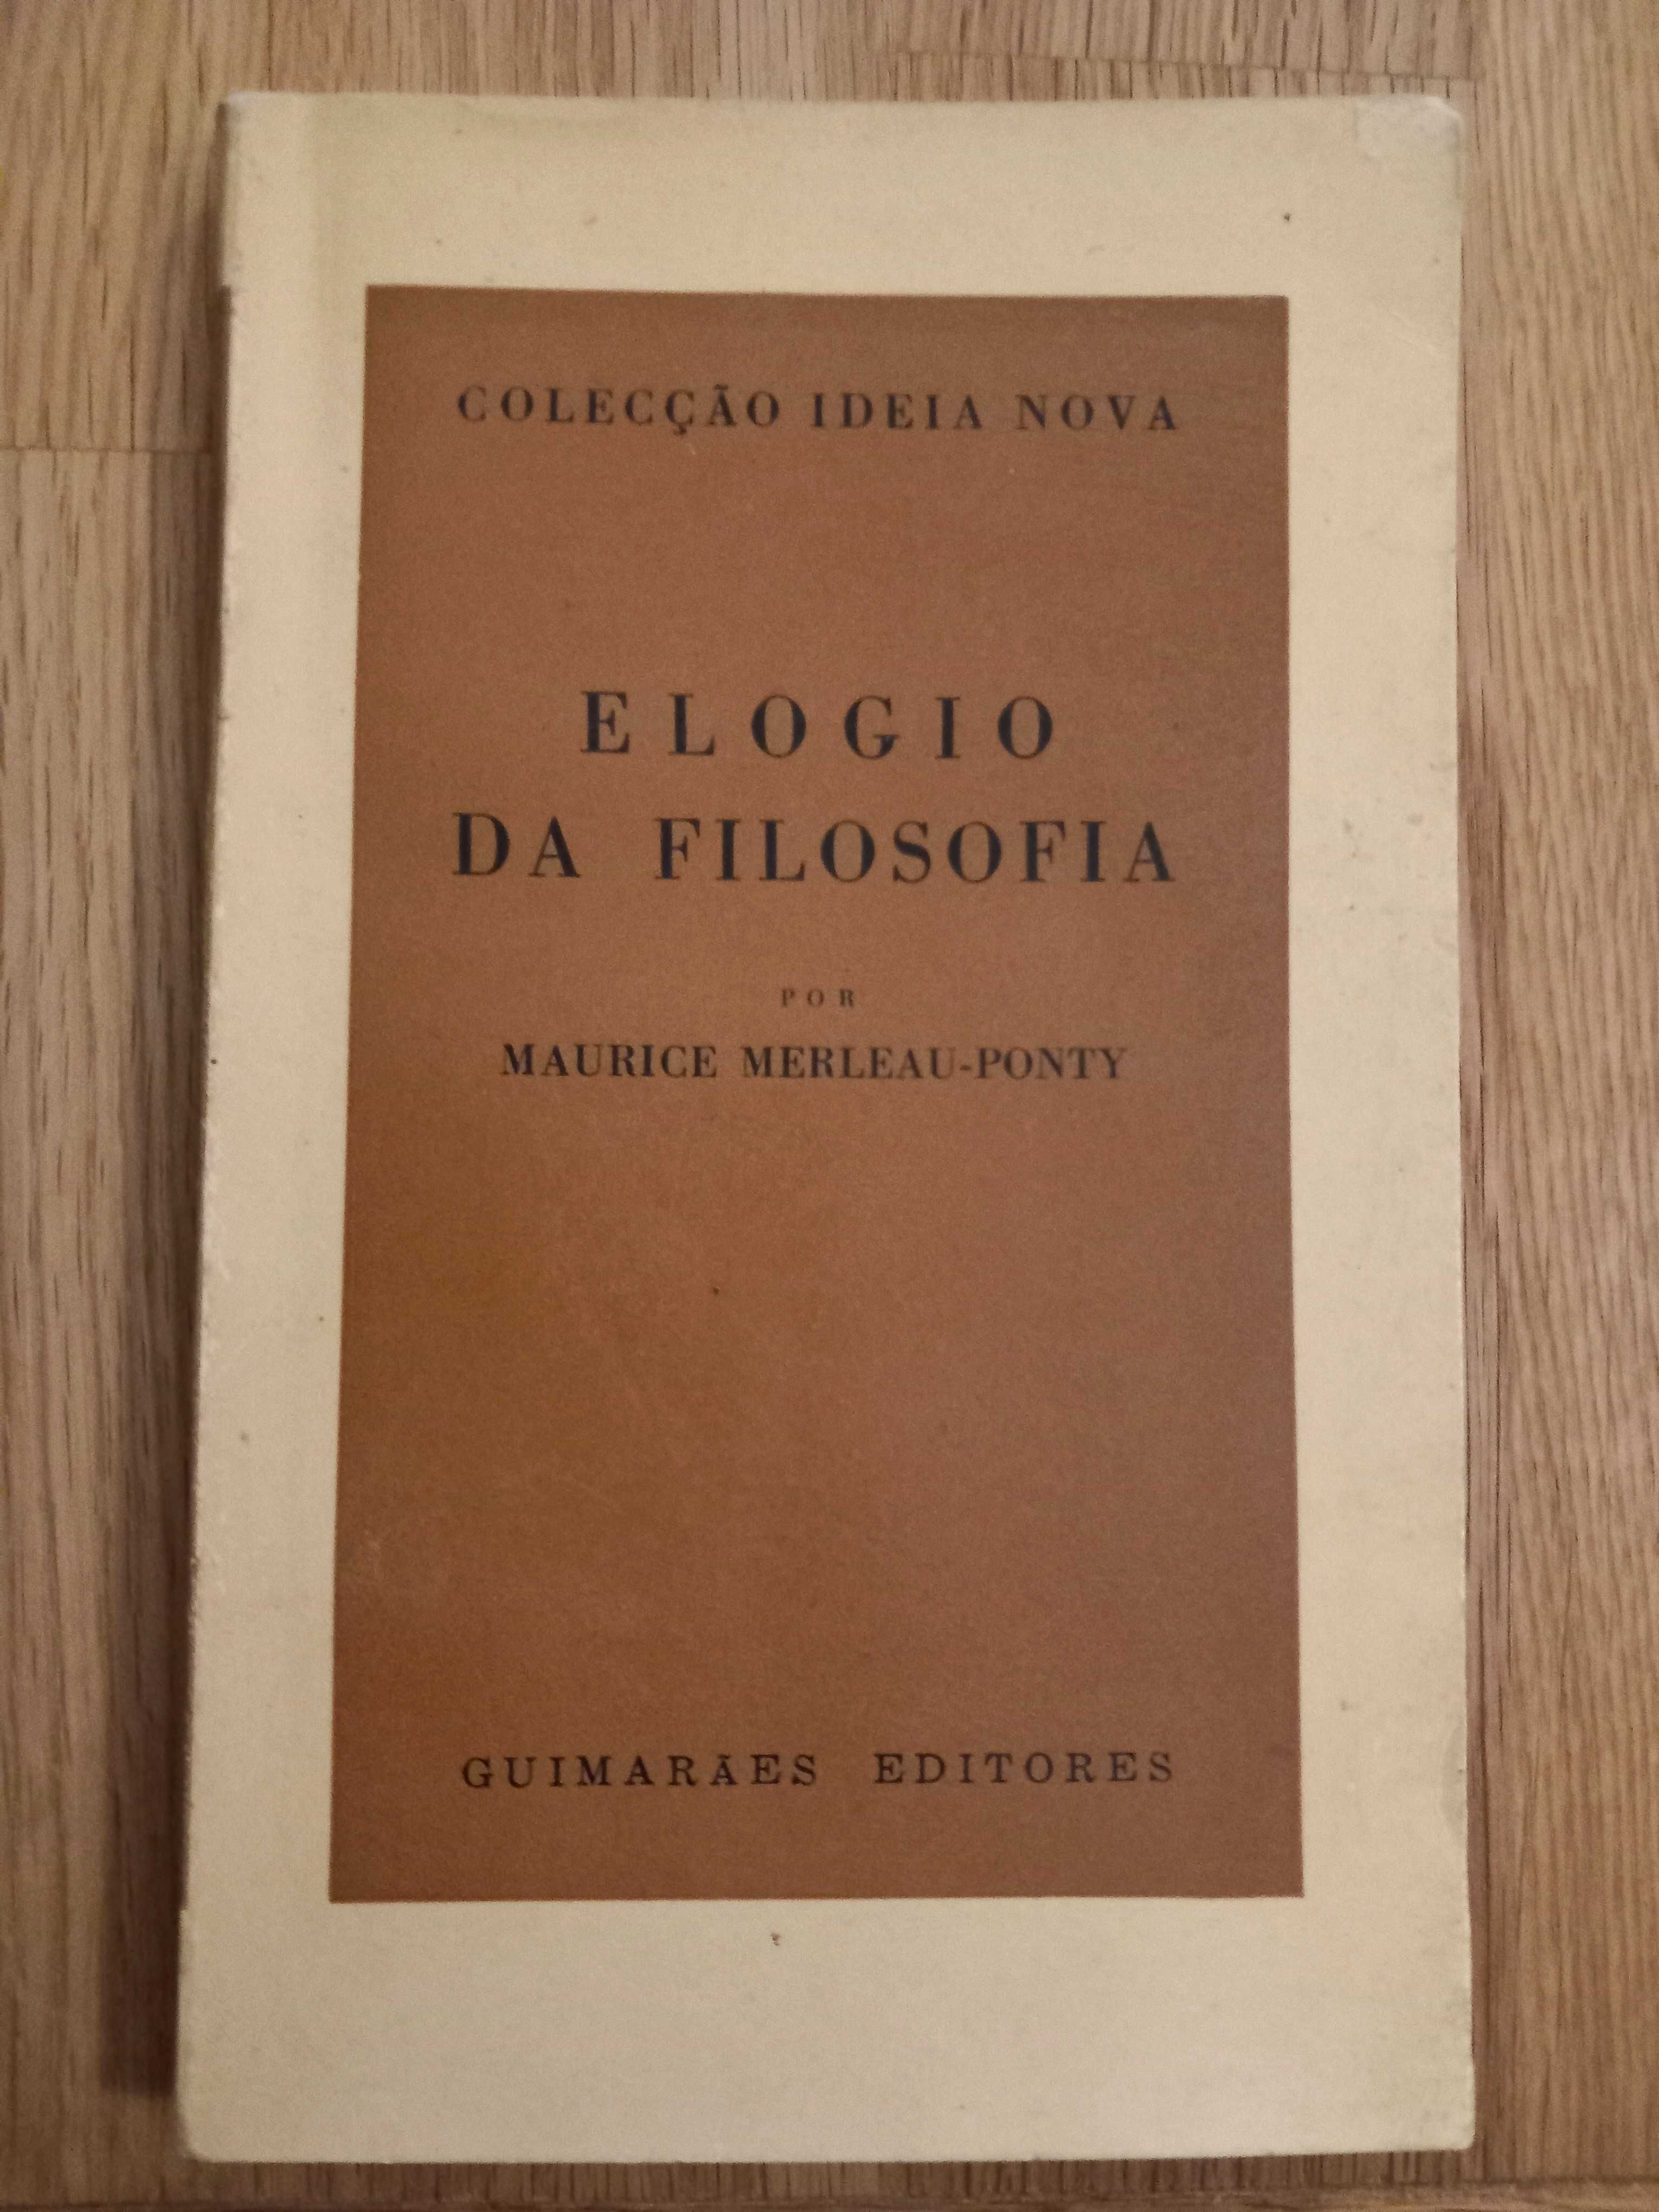 COLECÇÃO IDEIA NOVA
ELOGIO
DA FILOSOFIA
POR
MAURICE MERLEAU-PONTY
GUIMARÃES EDITORES